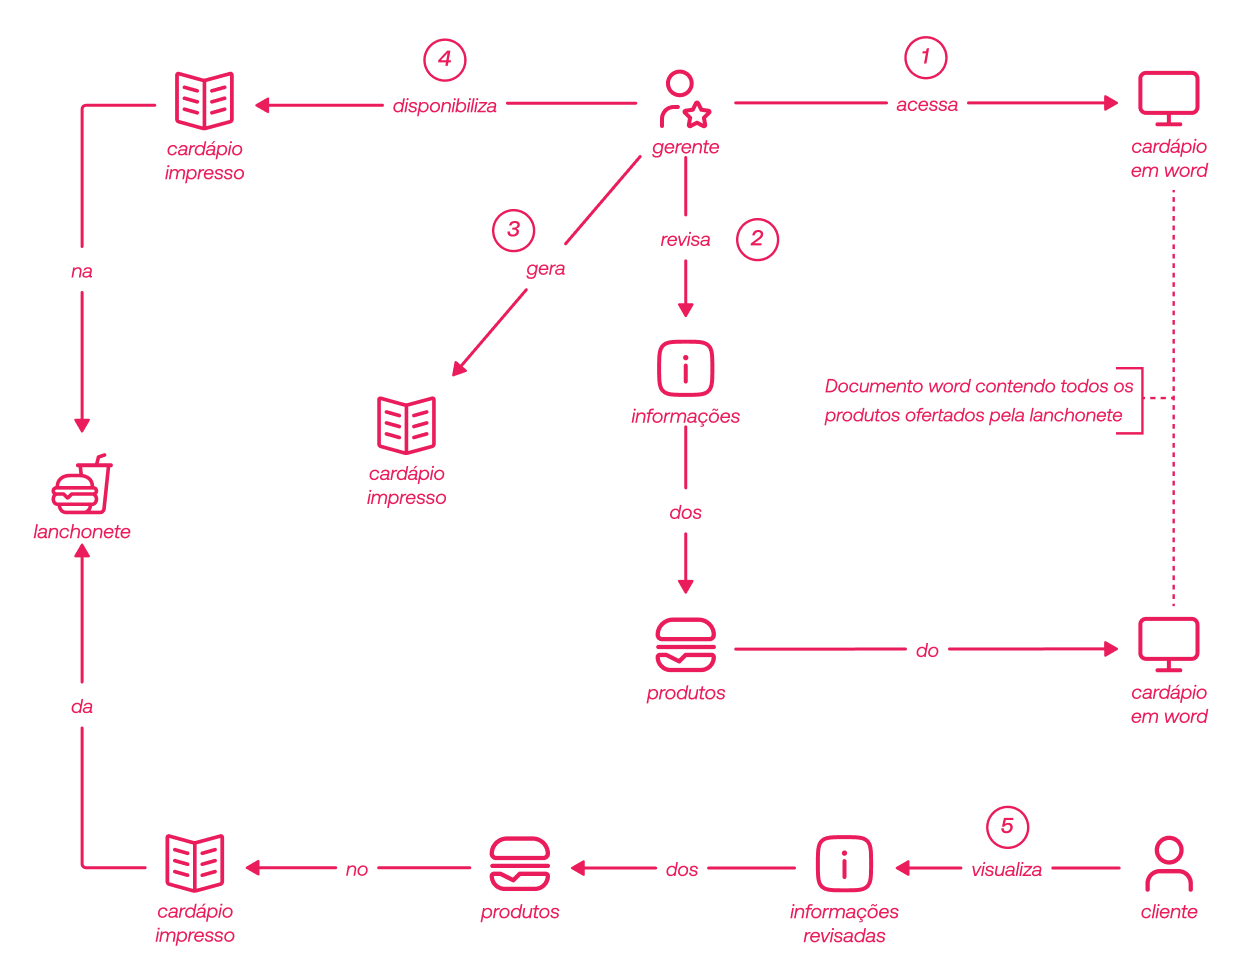 4
1
disponibiliza
acessa
cardápio
impresso
gerente
cardápio
em word
3
gera
revisa
2
na
Documento word contendo todos os
produtos ofertados pela lanchonete
informações
cardápio
impresso
dos
lanchonete
produtos
do
cardápio
em word
da
5
no
dos
visualiza
cardápio
impresso
produtos
informações
revisadas
cliente